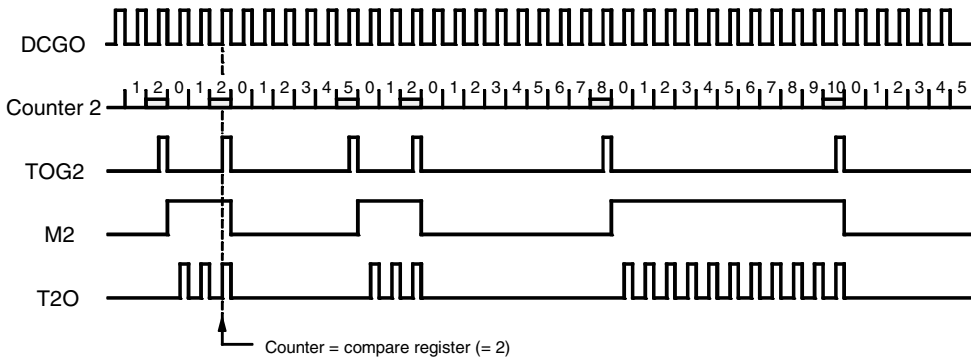 DCGO
Counter 2 1 2 0 1 2 0 1 2 3 4 5 0 1 2 0 1 2 3 4 5 6 7 8 0 1 2 3 4 5 6 7 8 9 10 0 1 2 3 4 5
TOG2
M2
T2O
Counter = compare register (= 2)